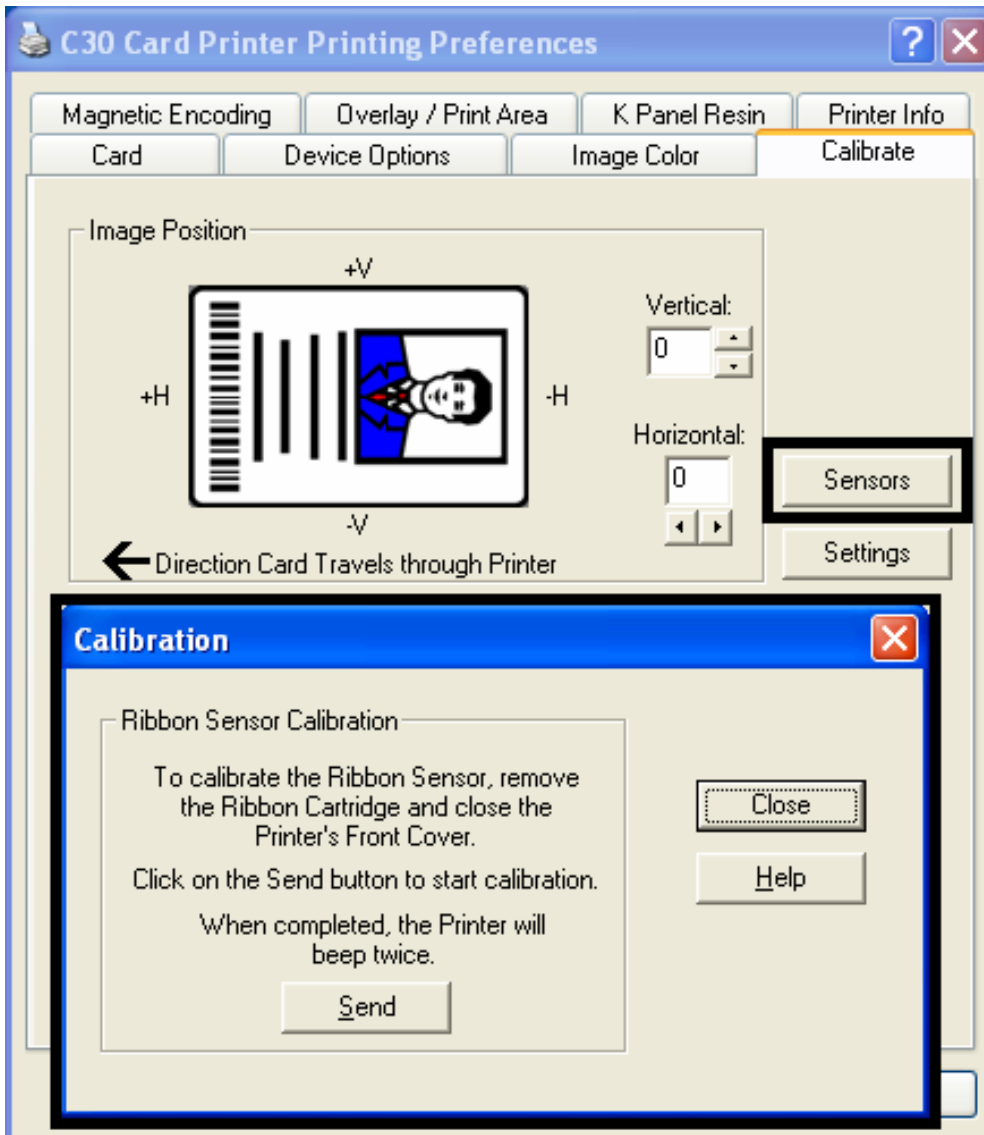 C30 Card Printer Printing Preferences
Magnetic Encoding Overlay / Print Area K Panel Resin Printer Info
Card Device Options Image Color Calibrate
Image Position
+V
Vertical:
0
+H
-H
Horizontal:
0
Sensors
-V
Settings
Direction Card Travels through Printer
Calibration
Ribbon Sensor Calibration
To calibrate the Ribbon Sensor, remove
the Ribbon Cartridge and close the
Printer's Front Cover.
Click on the Send button to start calibration.
When completed, the Printer will
beep twice.
Send
Close
Help